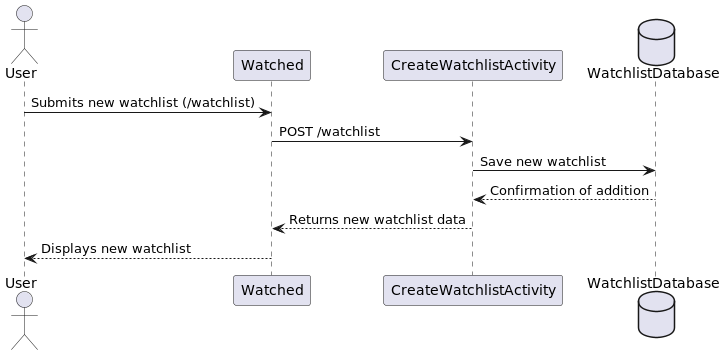 User
Watched
CreateWatchlistActivity
WatchlistDatabase
Submits new watchlist (/watchlist)
POST /watchlist
Save new watchlist
Confirmation of addition
Returns new watchlist data
Displays new watchlist
User
Watched
CreateWatchlistActivity
WatchlistDatabase